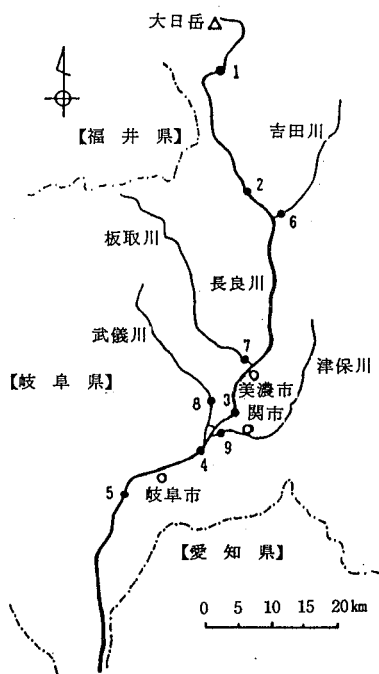 大日岳
1
吉田川
【福井県】
2
6
板取川
長良川
武儀川
7
津保川
美濃市
【岐阜県】
8
3
関市
9
4
5
岐阜市
【愛知県】
0 5 10 15 20km